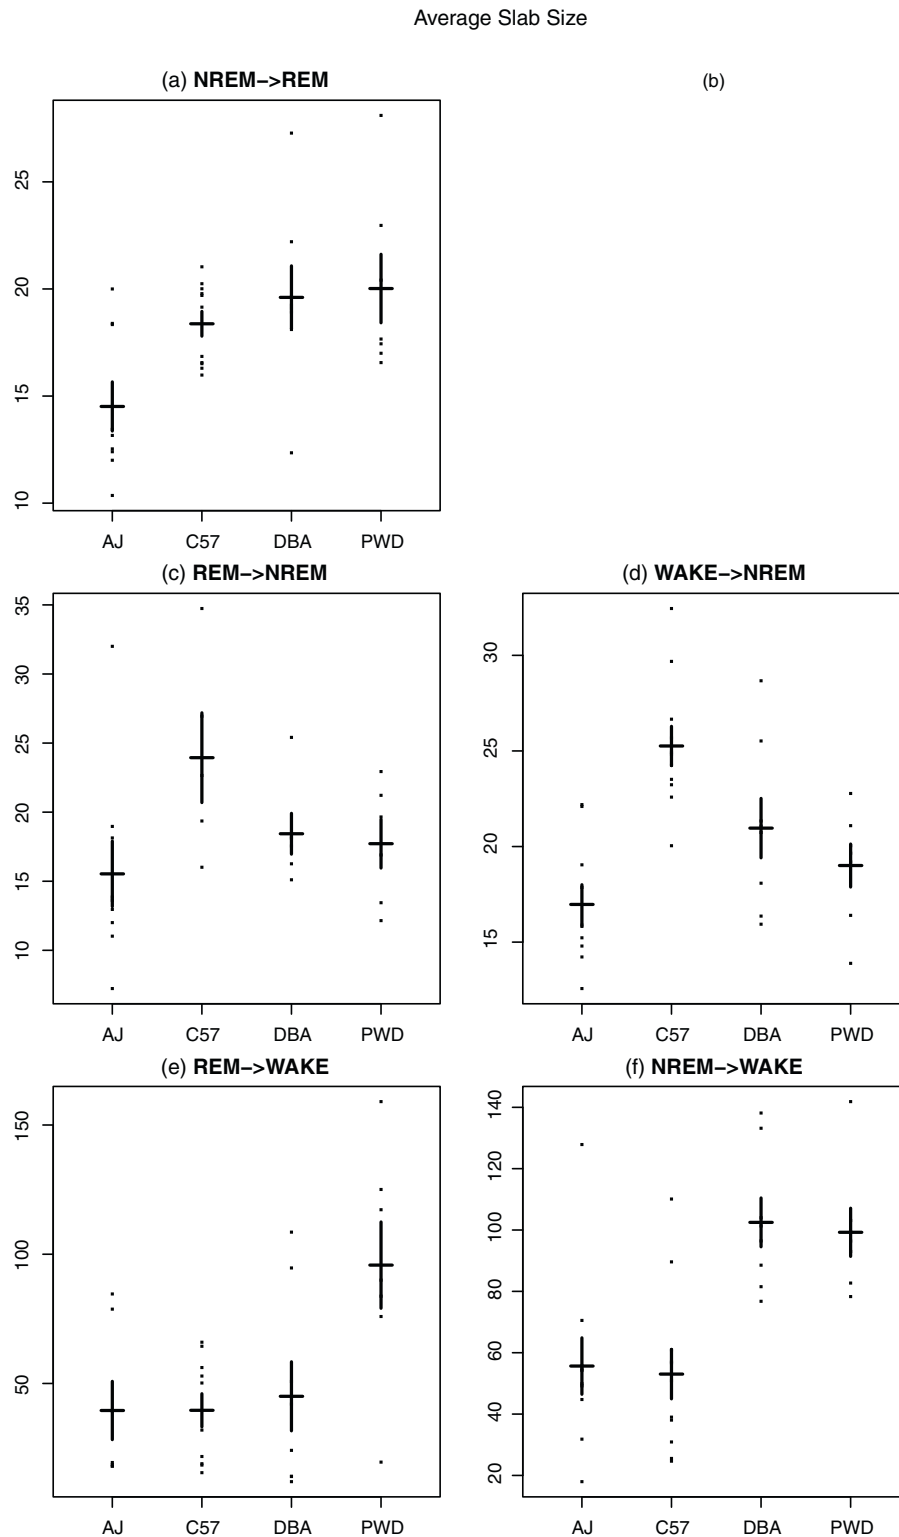 Average Slab Size
(a) NREM−>REM
(b)
25
20
15
10
AJ C57 DBA PWD
(c) REM−>NREM
(d) WAKE−>NREM
35
30
25
20
15
10
30
25
20
15
AJ C57 DBA PWD
AJ C57 DBA PWD
(e) REM−>WAKE
(f) NREM−>WAKE
150
100
50
140
120
100
80
60
40
20
AJ C57 DBA PWD
AJ C57 DBA PWD